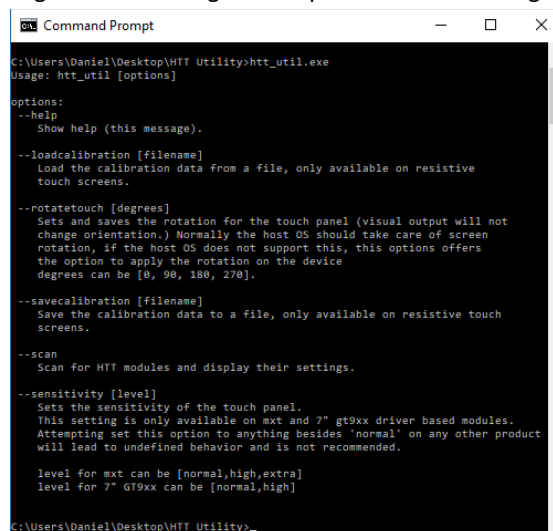 Command Prompt
C:\Users\Daniel\Desktop\HTT Utility>htt_util.exe
Usage: htt_util [options]
options:
--help
Show help (this message).
--loadcalibration [filename]
Load the calibration data from a file, only available on resistive
touch screens.
--rotatetouch [degrees]
Sets and saves the rotation for the touch panel (visual output will not
change orientation.) Normally the host OS should take care of screen
rotation, if the host OS does not support this, this options offers
the option to apply the rotation on the device
degrees can be [0, 90, 180, 270].
--savecalibration [filename]
Save the calibration data to a file, only available on resistive touch
screens.
--scan
Scan for HTT modules and display their settings.
--sensitivity [level]
Sets the sensitivity of the touch panel.
This setting is only available on mxt and 7" gt9xx driver based modules.
Attempting set this option to anything besides 'normal' on any other product
will lead to undefined behavior and is not recommended.
level for mxt can be [normal,high,extra]
level for 7" GT9xx can be [normal,high]
C:\Users\Daniel\Desktop\HTT Utility>_